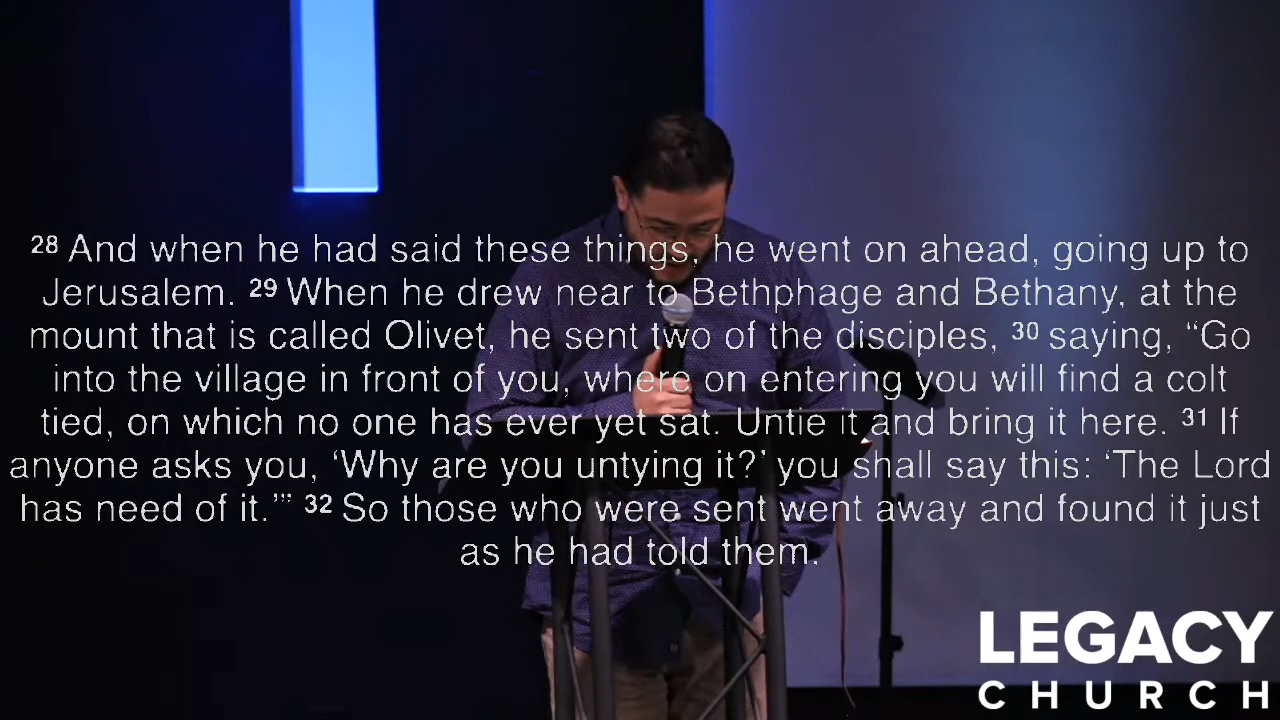 28 And when he had said these things, he went on ahead, going up to
Jerusalem. 29 When he drew near to Bethphage and Bethany, at the
mount that is called Olivet, he sent two of the disciples, 30 saying, “Go
into the village in front of you, where on entering you will find a colt
tied, on which no one has ever yet sat. Untie it and bring it here. 31 If
anyone asks you, ‘Why are you untying it?’ you shall say this: ‘The Lord
has need of it.’” 32 So those who were sent went away and found it just
as he had told them.
LEGACY
CHURCH